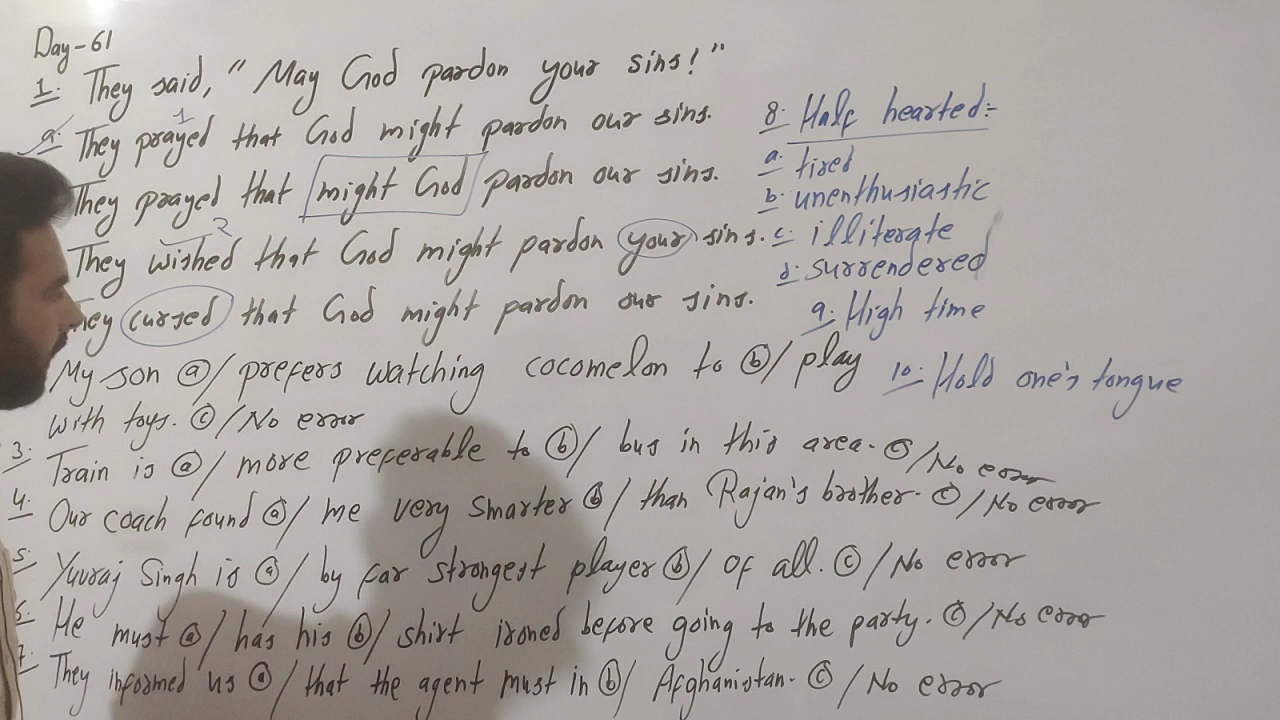 Day-61
1. They said, "May God pardon your sins!"
a. They prayed that God might pardon our sins.
1
They prayed that might God pardon our sins.
They wished that God might pardon your sins.
2
They cursed that God might pardon our sins.
My son (a)/ prefers watching cocomelon to (b)/ play
with toys. (c)/No error
3. Train is (a)/ more preferable to (b)/ bus in this area. (c)/No error
4. Our coach found (a)/ me very smarter (b)/ than Rajan's brother. (c)/No error
5. Yuvraj Singh is (a)/ by far strongest player (b)/ of all. (c)/No error
6. He must (a)/ has his (b)/ shirt ironed before going to the party. (c)/No error
7. They informed us (a)/ that the agent must in (b)/ Afghanistan. (c)/No error
8. Half hearted:-
a. tired
b. unenthusiastic
c. illiterate
d. surrendered
9. High time
10. Hold one's tongue